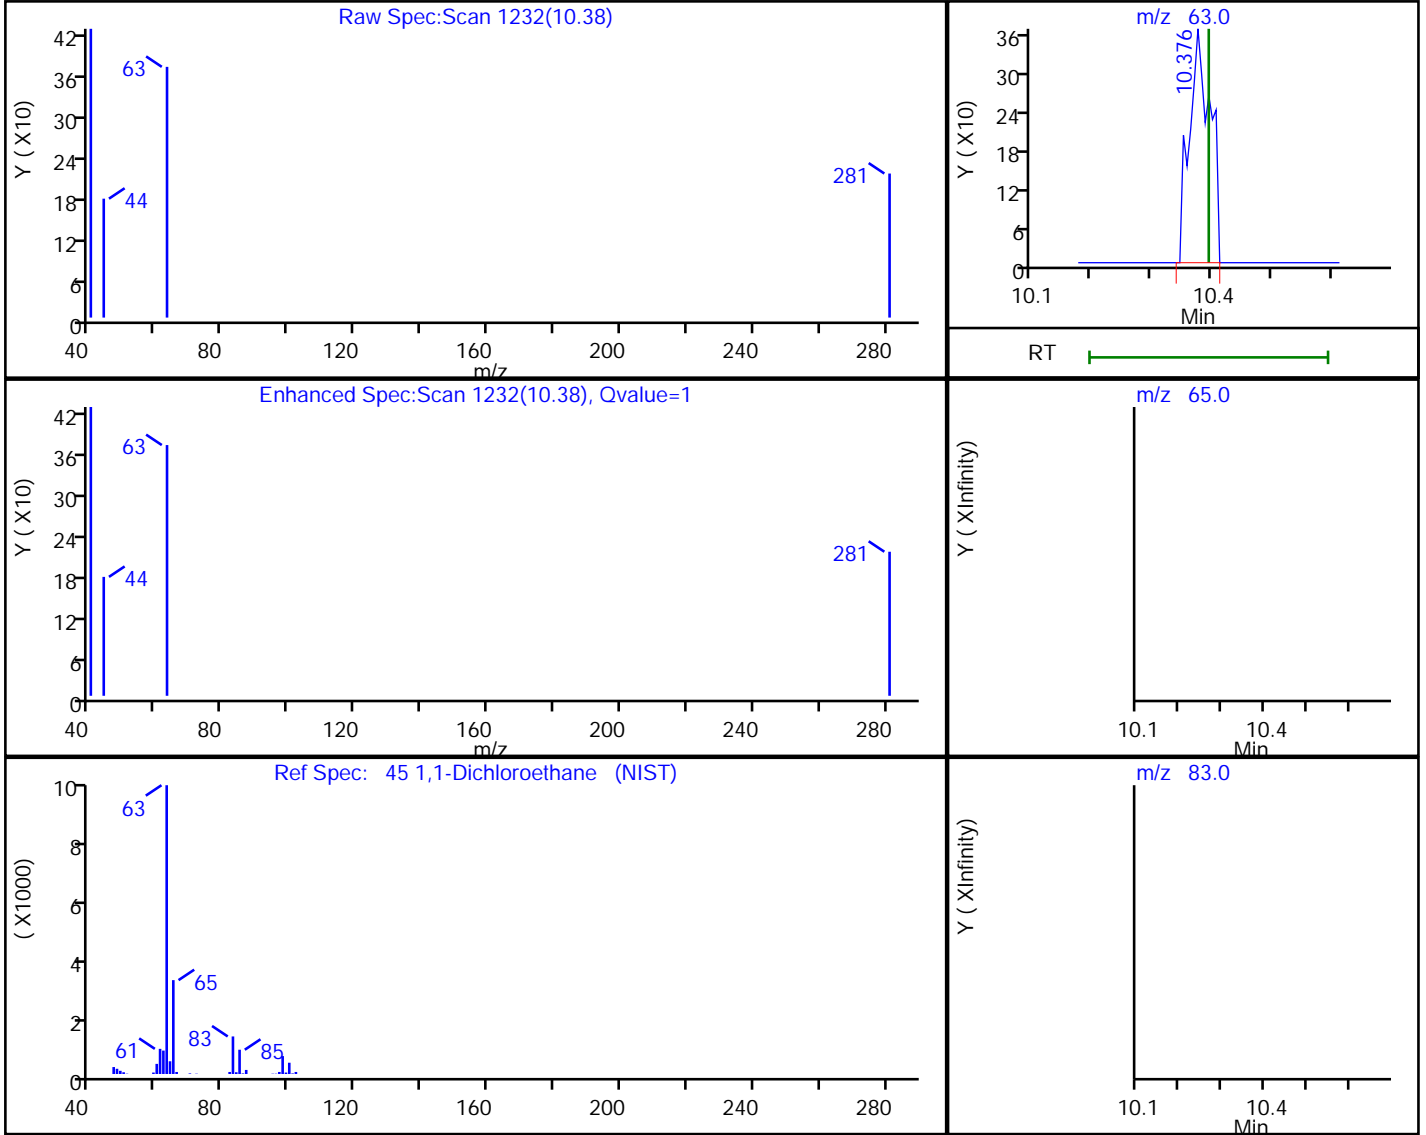 Raw Spec:Scan 1232(10.38)
Y ( X10)
42
36
30
24
18
12
6
0
63
44
281
40 80 120 160 200 240 280
m/z
m/z 63.0
Y ( X10)
36
30
24
18
12
6
0
10.376
10.1 10.4
Min
RT
Enhanced Spec:Scan 1232(10.38), Qvalue=1
Y ( X10)
42
36
30
24
18
12
6
0
63
44
281
40 80 120 160 200 240 280
m/z
m/z 65.0
Y ( XInfinity)
10.1 10.4
Min
Ref Spec: 45 1,1-Dichloroethane (NIST)
( X1000)
10
8
6
4
2
0
63
65
61
83
85
40 80 120 160 200 240 280
m/z 83.0
Y ( XInfinity)
10.1 10.4
Min